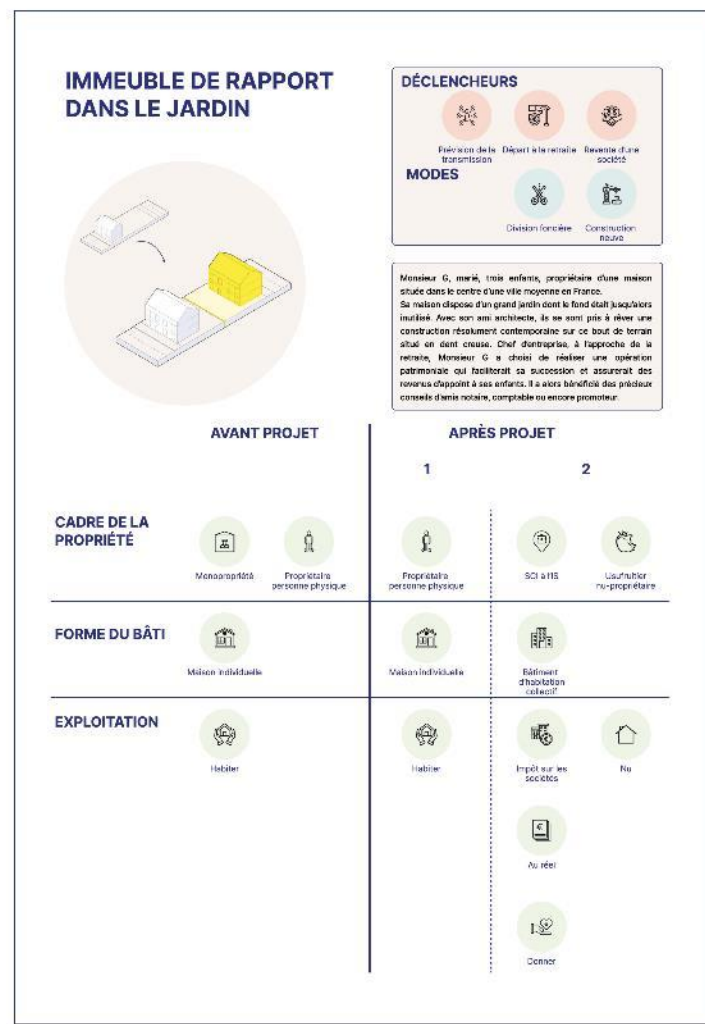 IMMEUBLE DE RAPPORT
DANS LE JARDIN
DÉCLENCHEURS
Prévision de la
transmission
Départ à la retraite
Revente d'une
société
MODES
Division foncière
Construction
neuve
Monsieur G, marié, trois enfants, propriétaire d'une maison
située dans le centre d'une ville moyenne en France.
Sa maison dispose d'un grand jardin dont le fond était jusqu'alors
inutilisé. Avec son ami architecte, ils se sont pris à rêver une
construction résolument contemporaine sur ce bout de terrain
situé en dent creuse. Chef d'entreprise, à l'approche de la
retraite, Monsieur G a choisi de réaliser une opération
patrimoniale qui faciliterait sa succession et assurerait des
revenus d'appoint à ses enfants. Il a alors bénéficié des précieux
conseils d'amis notaire, comptable ou encore promoteur.
AVANT PROJET
APRÈS PROJET
1
2
CADRE DE LA
PROPRIÉTÉ
Monopropriété
Propriétaire
personne physique
Propriétaire
personne physique
SCI à l'IS
Usufruitier
nu-propriétaire
FORME DU BÂTI
Maison individuelle
Maison individuelle
Bâtiment
d'habitation
collectif
EXPLOITATION
Habiter
Habiter
Impôt sur les
sociétés
Nu
Au réel
Donner